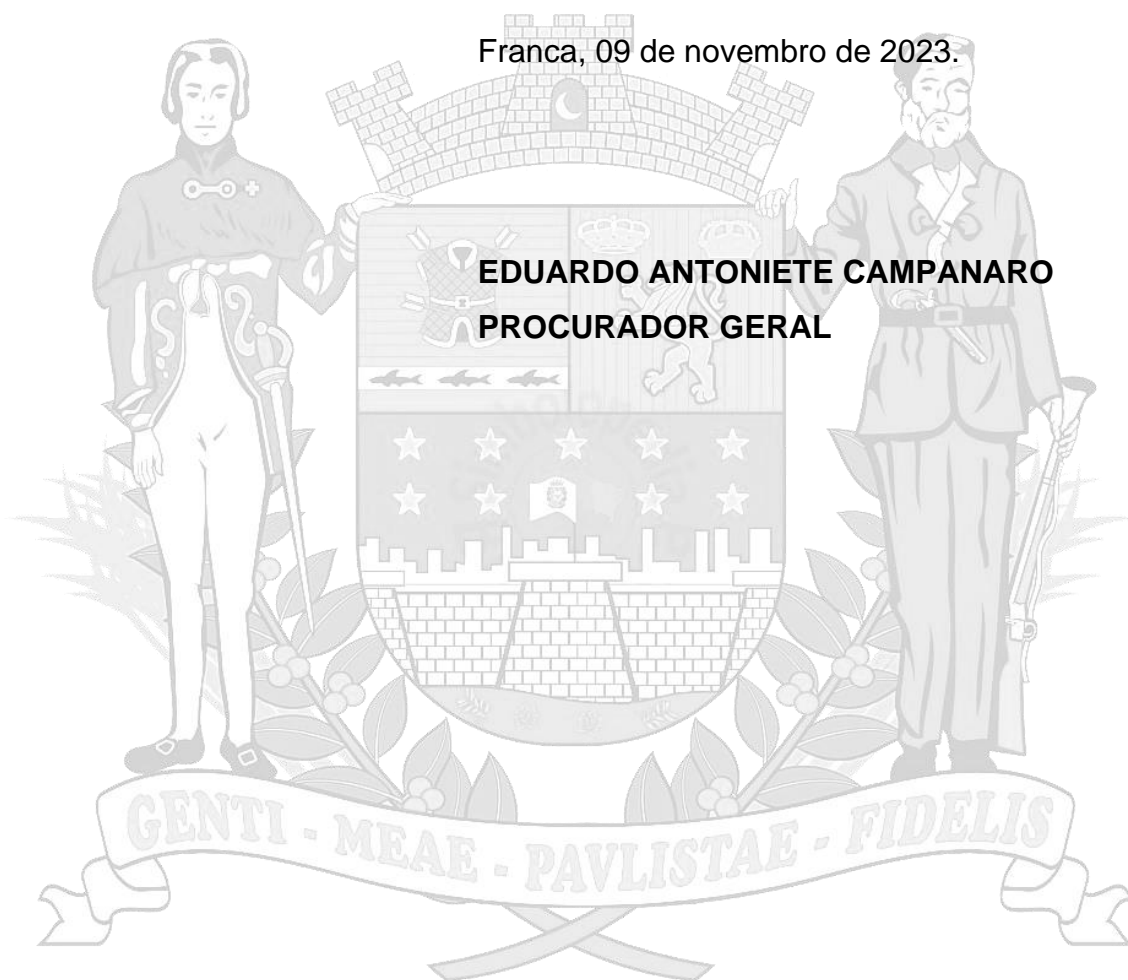 Franca, 09 de novembro de 2023.
EDUARDO ANTONIETE CAMPANARO
PROCURADOR GERAL
GENTI - MEAE - PAVLISTAE - FIDELIS